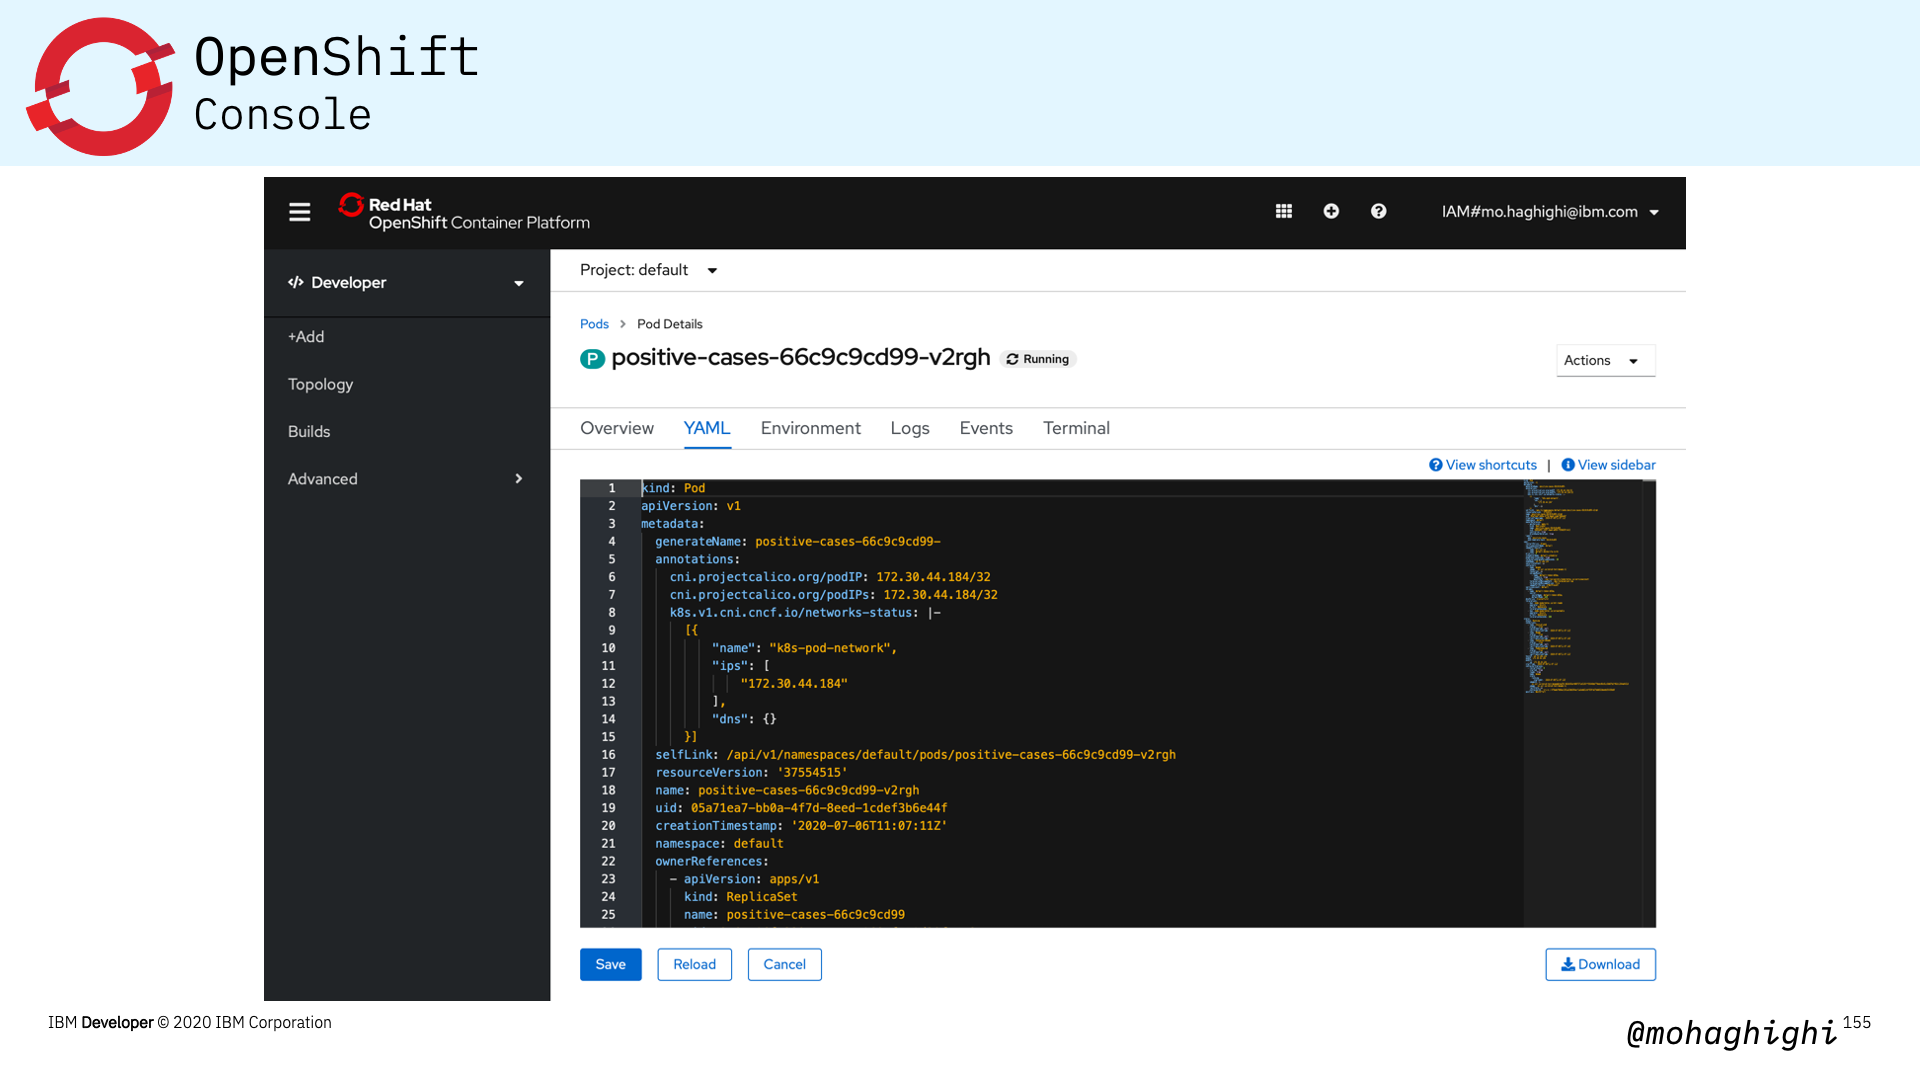 OpenShift
Console
Red Hat
OpenShift Container Platform
IAM#mo.haghighi@ibm.com
Developer
+Add
Topology
Builds
Advanced
Project: default
Pods > Pod Details
P positive-cases-66c9c9cd99-v2rgh Running
Actions
Overview YAML Environment Logs Events Terminal
View shortcuts | View sidebar
1 kind: Pod
2 apiVersion: v1
3 metadata:
4 generateName: positive-cases-66c9c9cd99-
5 annotations:
6 cni.projectcalico.org/podIP: 172.30.44.184/32
7 cni.projectcalico.org/podIPs: 172.30.44.184/32
8 k8s.v1.cni.cncf.io/networks-status: |-
9 [{
10 "name": "k8s-pod-network",
11 "ips": [
12 "172.30.44.184"
13 ],
14 "dns": {}
15 }]
16 selfLink: /api/v1/namespaces/default/pods/positive-cases-66c9c9cd99-v2rgh
17 resourceVersion: '37554515'
18 name: positive-cases-66c9c9cd99-v2rgh
19 uid: 05a71ea7-bb0a-4f7d-8eed-1cdef3b6e44f
20 creationTimestamp: '2020-07-06T11:07:11Z'
21 namespace: default
22 ownerReferences:
23 - apiVersion: apps/v1
24 kind: ReplicaSet
25 name: positive-cases-66c9c9cd99
Save Reload Cancel Download
IBM Developer © 2020 IBM Corporation
@mohaghighi 155